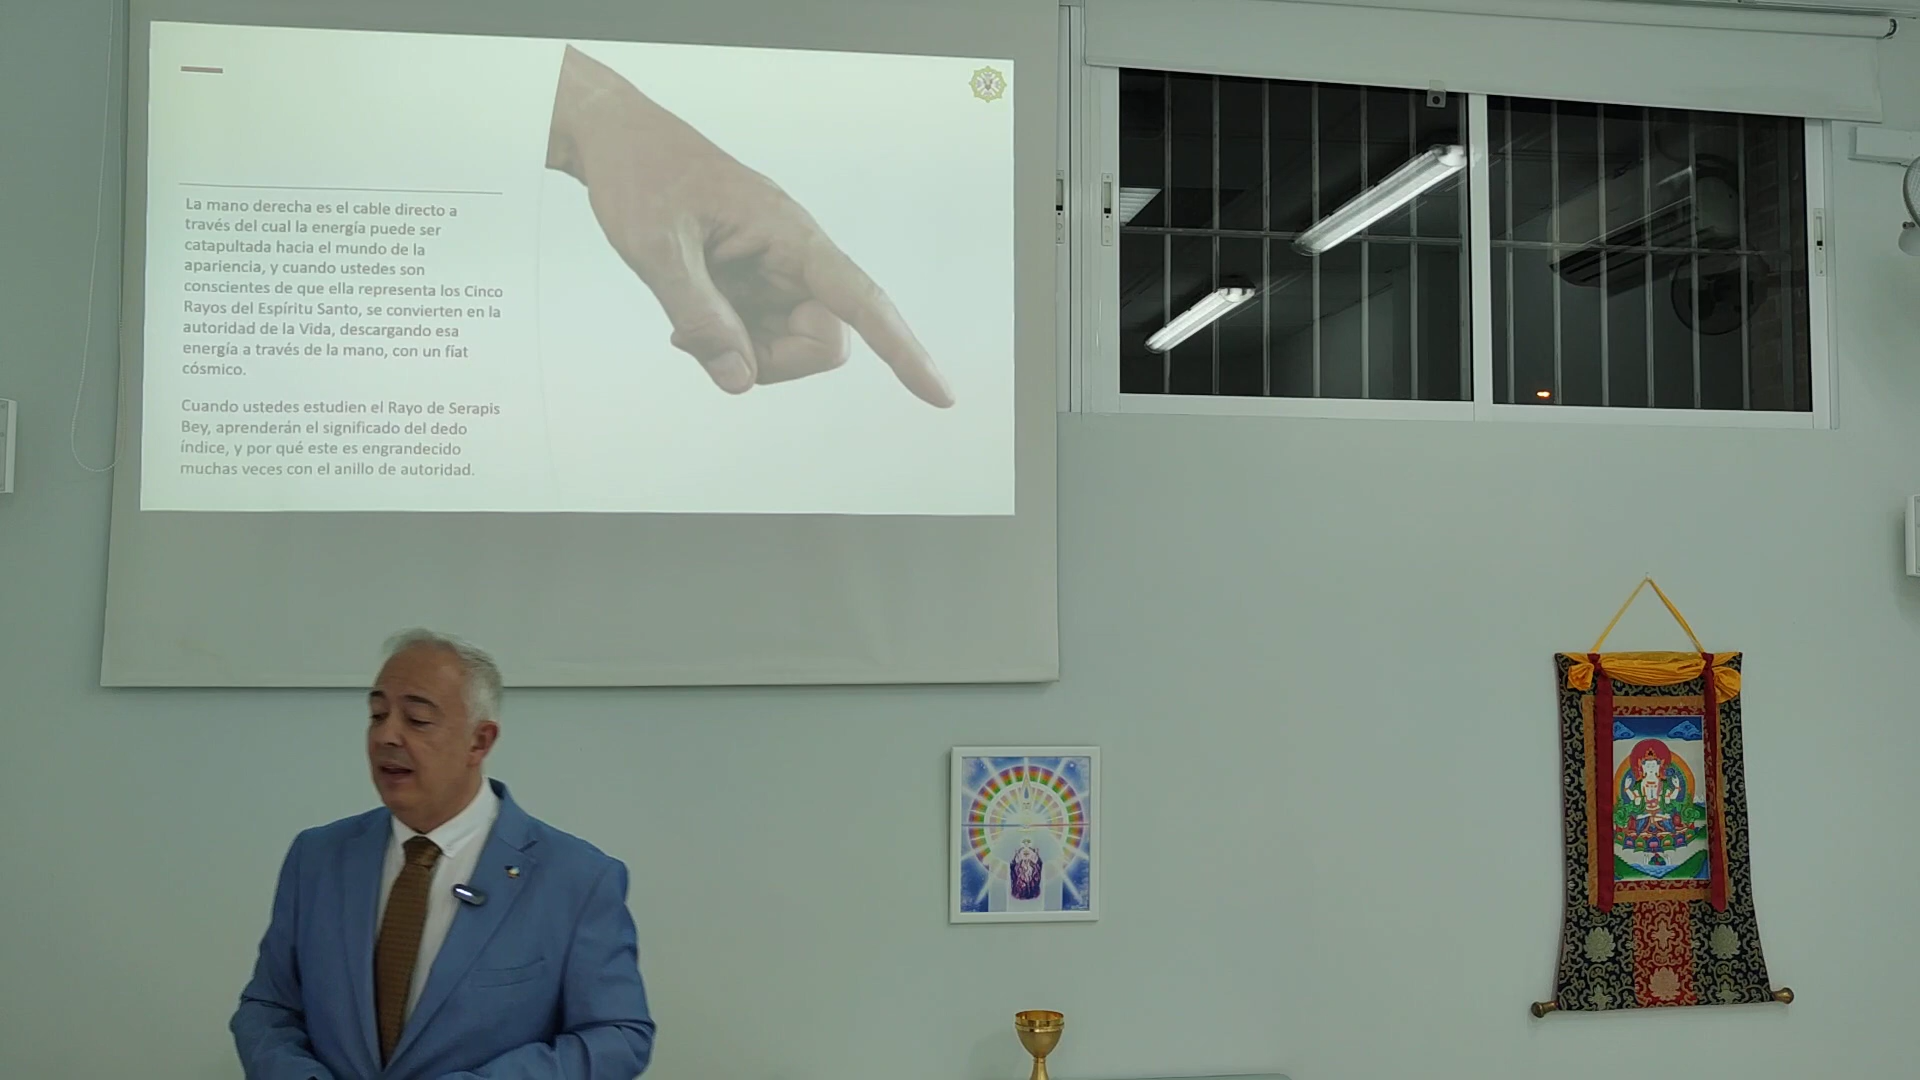 La mano derecha es el cable directo a
través del cual la energía puede ser
catapultada hacia el mundo de la
apariencia, y cuando ustedes son
conscientes de que ella representa los Cinco
Rayos del Espíritu Santo, se convierten en la
autoridad de la Vida, descargando esa
energía a través de la mano, con un fíat
cósmico.
Cuando ustedes estudien el Rayo de Serapis
Bey, aprenderán el significado del dedo
índice, y por qué este es engrandecido
muchas veces con el anillo de autoridad.